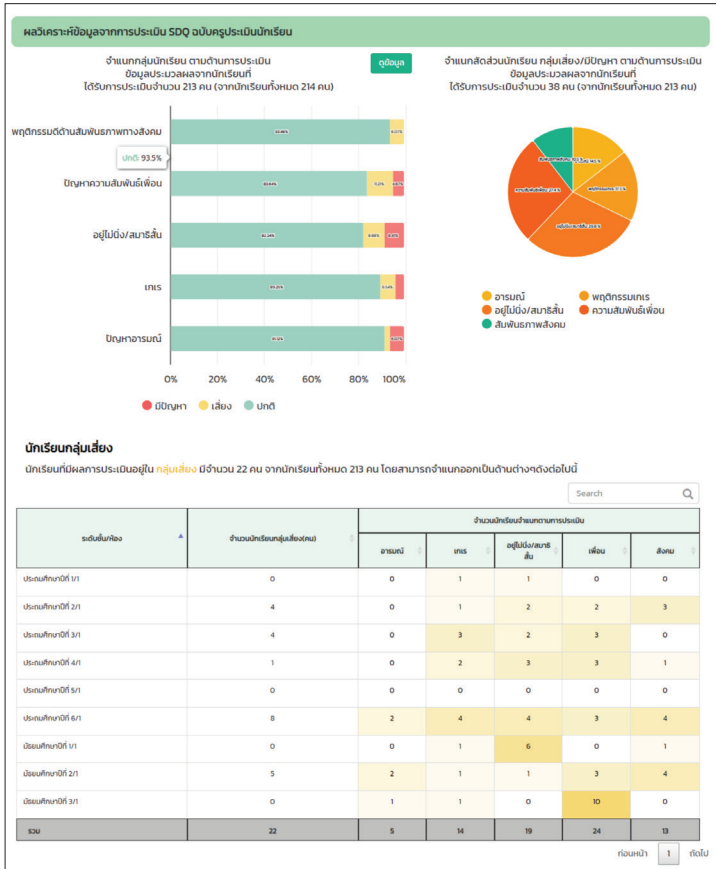 ผลวิเคราะห์ข้อมูลจากการประเมิน SDQ ฉบับครูประเมินนักเรียน
จำแนกกลุ่มนักเรียน ตามด้านการประเมิน
ข้อมูลประมวลผลจากนักเรียนที่
ได้รับการประเมินจำนวน 213 คน (จากนักเรียนทั้งหมด 214 คน)
ดูข้อมูล
พฤติกรรมดีด้านสัมพันธภาพทางสังคม
ปกติ: 93.5%
ปัญหาความสัมพันธ์เพื่อน
อยู่ไม่นิ่ง/สมาธิสั้น
เกเร
ปัญหาอารมณ์
0% 20% 40% 60% 80% 100%
มีปัญหา เสี่ยง ปกติ
จำแนกสัดส่วนนักเรียน กลุ่มเสี่ยง/มีปัญหา ตามด้านการประเมิน
ข้อมูลประมวลผลจากนักเรียนที่
ได้รับการประเมินจำนวน 38 คน (จากนักเรียนทั้งหมด 213 คน)
อารมณ์ พฤติกรรมเกเร
อยู่ไม่นิ่ง/สมาธิสั้น ความสัมพันธ์เพื่อน
สัมพันธภาพสังคม
นักเรียนกลุ่มเสี่ยง
นักเรียนที่มีผลการประเมินอยู่ใน กลุ่มเสี่ยง มีจำนวน 22 คน จากนักเรียนทั้งหมด 213 คน โดยสามารถจำแนกออกเป็นด้านต่างๆดังต่อไปนี้
Search
ระดับชั้น/ห้อง จำนวนนักเรียนกลุ่มเสี่ยง(คน) จำนวนนักเรียนจำแนกตามการประเมิน
อารมณ์ เกเร อยู่ไม่นิ่ง/สมาธิ เพื่อน สังคม
สั้น
ประถมศึกษาปีที่ 1/1 0 0 1 1 0 0
ประถมศึกษาปีที่ 2/1 4 0 1 2 2 3
ประถมศึกษาปีที่ 3/1 4 0 3 2 3 0
ประถมศึกษาปีที่ 4/1 1 0 2 3 3 1
ประถมศึกษาปีที่ 5/1 0 0 0 0 0 0
ประถมศึกษาปีที่ 6/1 8 2 4 4 3 4
มัธยมศึกษาปีที่ 1/1 0 0 1 6 0 1
มัธยมศึกษาปีที่ 2/1 5 2 1 1 3 4
มัธยมศึกษาปีที่ 3/1 0 1 1 0 10 0
รวม 22 5 14 19 24 13
ก่อนหน้า 1 ถัดไป